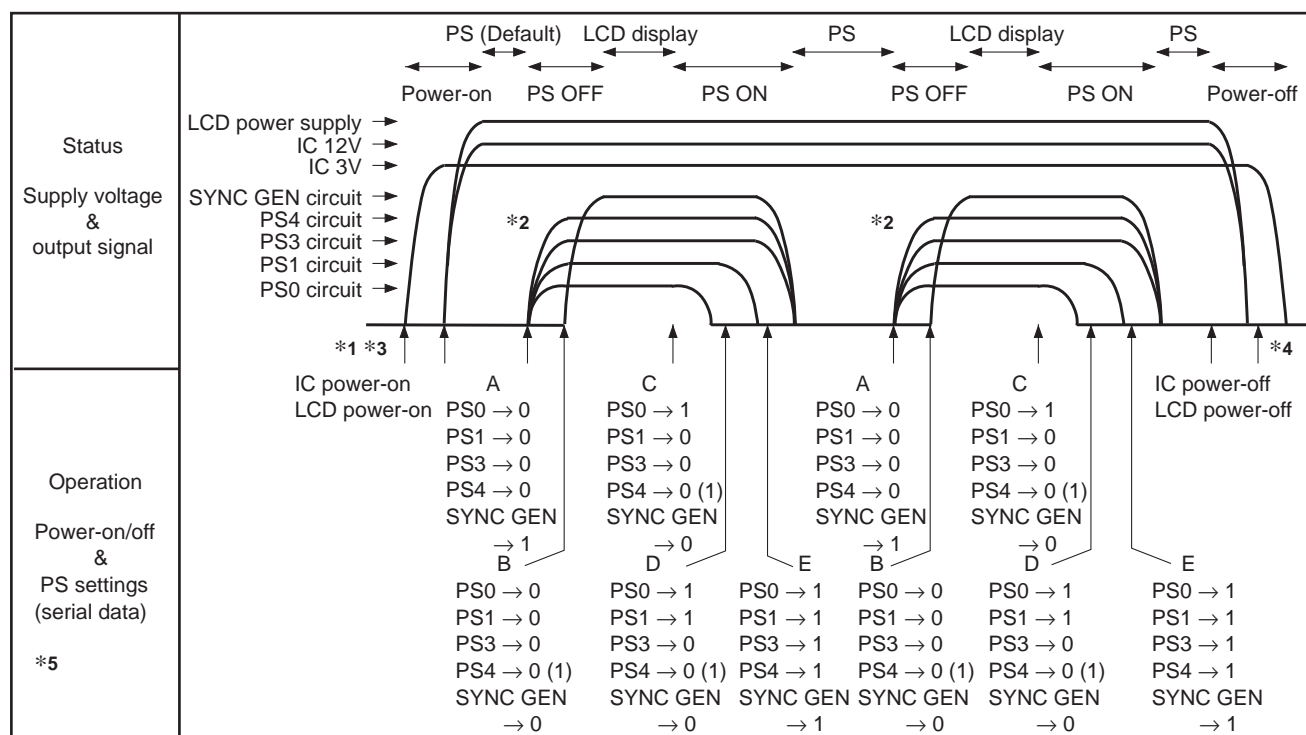 PS (Default) LCD display PS LCD display PS
Power-on PS OFF PS ON PS OFF PS ON Power-off
Status
Supply voltage
&
output signal
LCD power supply
IC 12V
IC 3V
SYNC GEN circuit
PS4 circuit
PS3 circuit
PS1 circuit
PS0 circuit
*2 *2
*1 *3 *4
IC power-on
LCD power-on
IC power-off
LCD power-off
Operation
Power-on/off
&
PS settings
(serial data)
*5
A
PS0 → 0
PS1 → 0
PS3 → 0
PS4 → 0
SYNC GEN
→ 1
C
PS0 → 1
PS1 → 0
PS3 → 0
PS4 → 0 (1)
SYNC GEN
→ 0
A
PS0 → 0
PS1 → 0
PS3 → 0
PS4 → 0
SYNC GEN
→ 1
C
PS0 → 1
PS1 → 0
PS3 → 0
PS4 → 0 (1)
SYNC GEN
→ 0
B
PS0 → 0
PS1 → 0
PS3 → 0
PS4 → 0 (1)
SYNC GEN
→ 0
D
PS0 → 1
PS1 → 1
PS3 → 0
PS4 → 0 (1)
SYNC GEN
→ 0
E
PS0 → 1
PS1 → 1
PS3 → 1
PS4 → 1
SYNC GEN
→ 1
B
PS0 → 0
PS1 → 0
PS3 → 0
PS4 → 0 (1)
SYNC GEN
→ 0
D
PS0 → 1
PS1 → 1
PS3 → 0
PS4 → 0 (1)
SYNC GEN
→ 0
E
PS0 → 1
PS1 → 1
PS3 → 1
PS4 → 1
SYNC GEN
→ 1